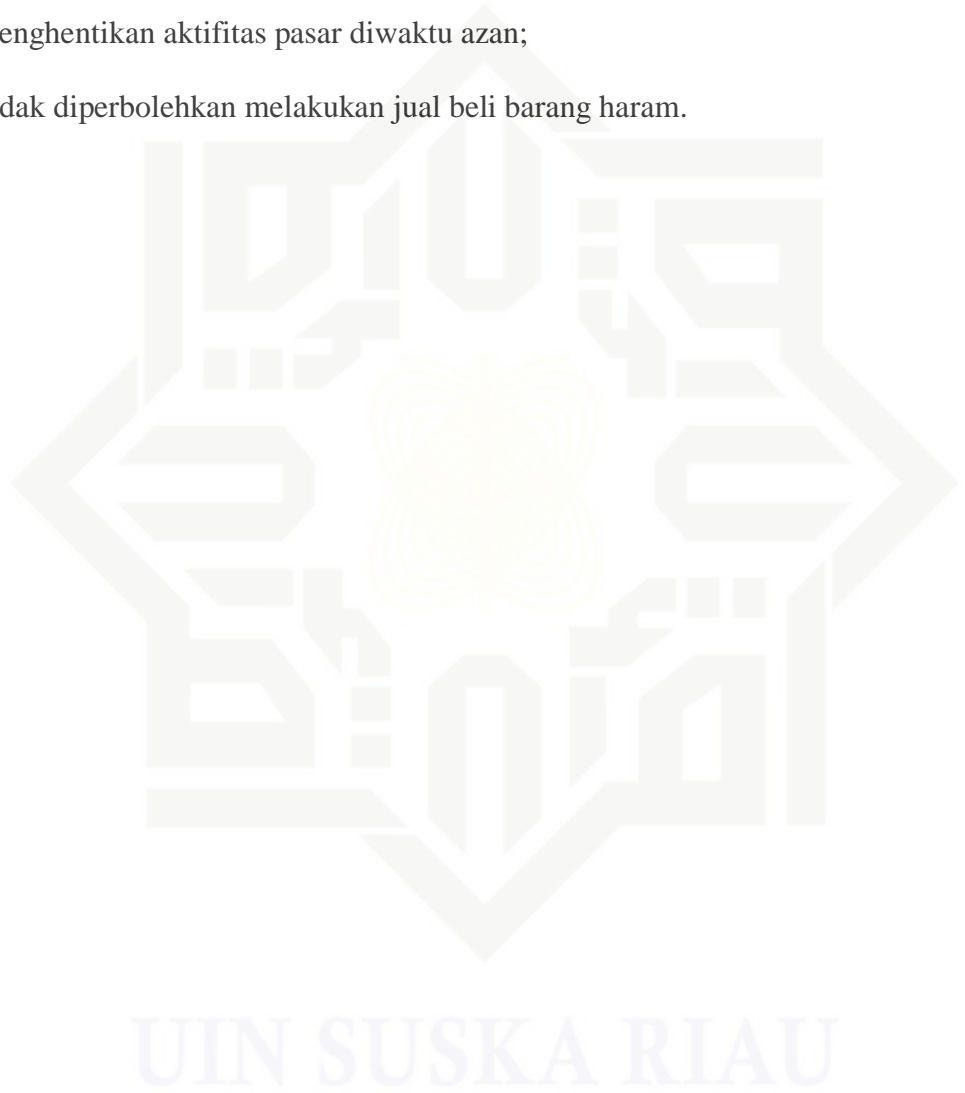 enghentikan aktifitas pasar diwaktu azan;
dak diperbolehkan melakukan jual beli barang haram.
UIN SUSKA RIAU